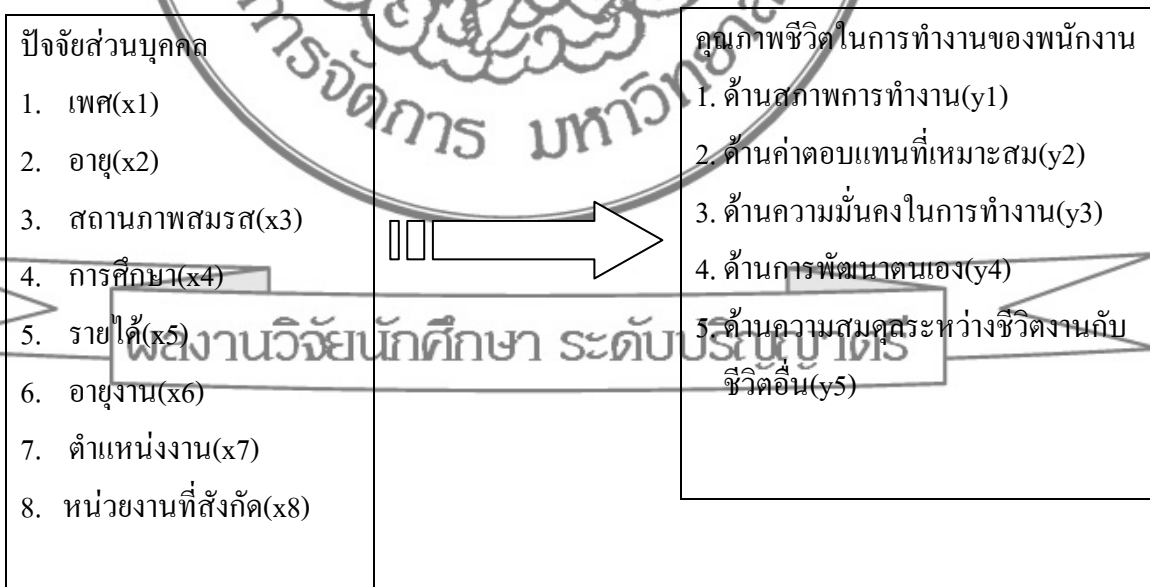 ปัจจัยส่วนบุคคล
1. เพศ(x1)
2. อายุ(x2)
3. สถานภาพสมรส(x3)
4. การศึกษา(x4)
5. รายได้(x5)
6. อายุงาน(x6)
7. ตำแหน่งงาน(x7)
8. หน่วยงานที่สังกัด(x8)
คุณภาพชีวิตในการทำงานของพนักงาน
1. ด้านสภาพการทำงาน(y1)
2. ด้านค่าตอบแทนที่เหมาะสม(y2)
3. ด้านความมั่นคงในการทำงาน(y3)
4. ด้านการพัฒนาตนเอง(y4)
5. ด้านความสมดุลระหว่างชีวิตงานกับ
ชีวิตอื่น(y5)
การจัดการ
ผลงานวิจัยนักศึกษา ระดับปริญญาตรี